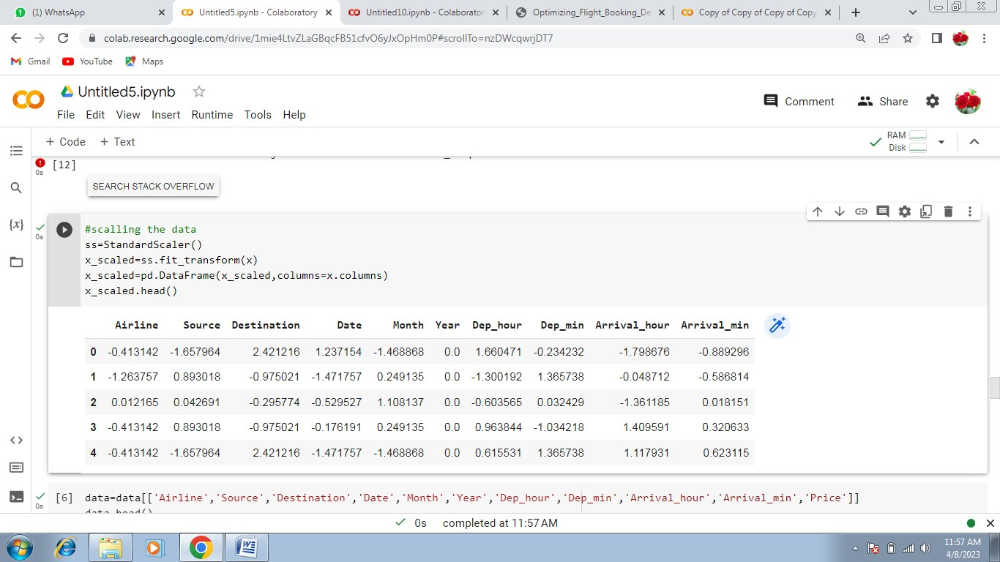 (1) WhatsApp
Untitled5.ipynb - Colaboratory
Untitled10.ipynb - Colaborator
Optimizing_Flight_Booking_De
Copy of Copy of Copy of Copy
colab.research.google.com/drive/1mie4LtvZLaGBqcFB51cfvO6yJxOpHm0P#scrollTo=nzDWcqwrjDT7
Gmail YouTube Maps
Untitled5.ipynb
Comment Share
File Edit View Insert Runtime Tools Help
+ Code + Text
RAM
Disk
[12]
0s
SEARCH STACK OVERFLOW
{x}
0s
#scalling the data
ss=StandardScaler()
x_scaled=ss.fit_transform(x)
x_scaled=pd.DataFrame(x_scaled,columns=x.columns)
x_scaled.head()
Airline Source Destination Date Month Year Dep_hour Dep_min Arrival_hour Arrival_min
0 -0.413142 -1.657964 2.421216 1.237154 -1.468868 0.0 1.660471 -0.234232 -1.798676 -0.889296
1 -1.263757 0.893018 -0.975021 -1.471757 0.249135 0.0 -1.300192 1.365738 -0.048712 -0.586814
2 0.012165 0.042691 -0.295774 -0.529527 1.108137 0.0 -0.603565 0.032429 -1.361185 0.018151
3 -0.413142 0.893018 -0.975021 -0.176191 0.249135 0.0 0.963844 -1.034218 1.409591 0.320633
4 -0.413142 -1.657964 2.421216 -1.471757 -1.468868 0.0 0.615531 1.365738 1.117931 0.623115
[6] data=data[['Airline','Source','Destination','Date','Month','Year','Dep_hour','Dep_min','Arrival_hour','Arrival_min','Price']]
0s
data.head()
0s completed at 11:57 AM
11:57 AM
4/8/2023